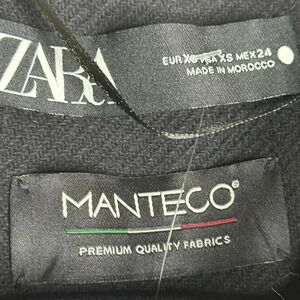 ZARA
EUR XS USA XS MEX 24
MADE IN MOROCCO
MANTECO®
PREMIUM QUALITY FABRICS